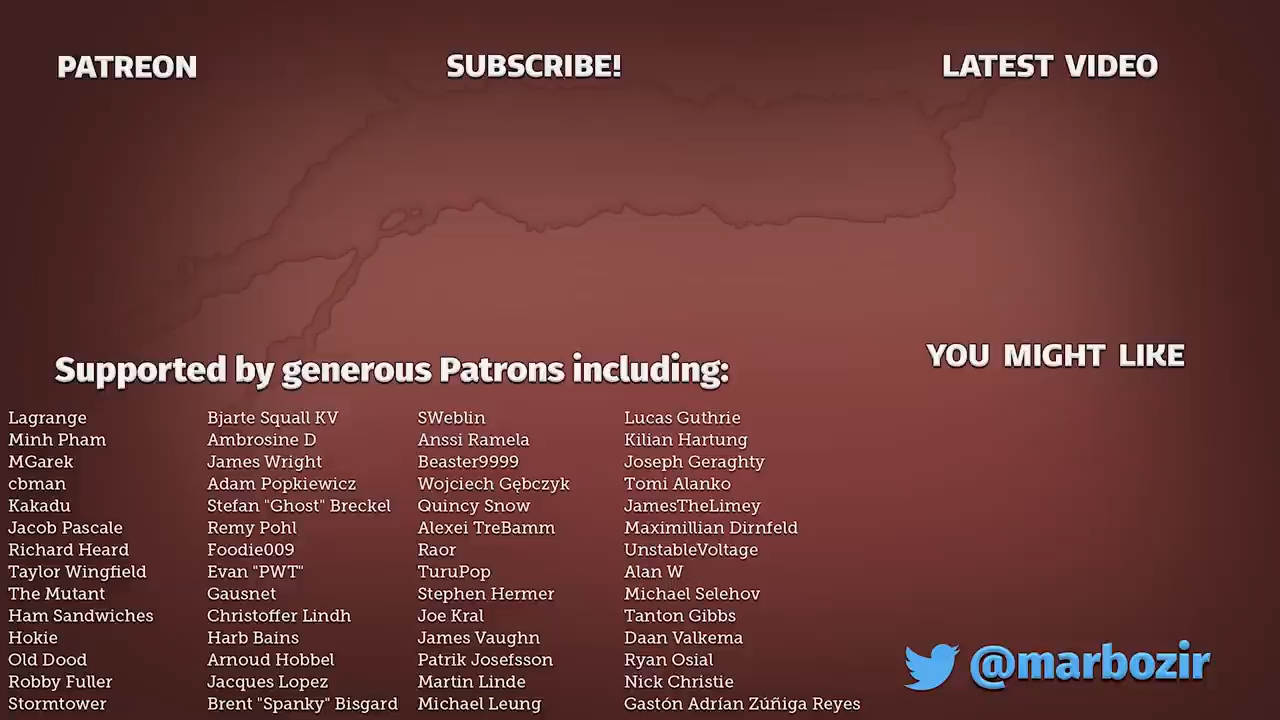 PATREON
SUBSCRIBE!
LATEST VIDEO
Supported by generous Patrons including:
YOU MIGHT LIKE
Lagrange
Minh Pham
MGarek
cbman
Kakadu
Jacob Pascale
Richard Heard
Taylor Wingfield
The Mutant
Ham Sandwiches
Hokie
Old Dood
Robby Fuller
Stormtower
Bjarte Squall KV
Ambrosine D
James Wright
Adam Popkiewicz
Stefan "Ghost" Breckel
Remy Pohl
Foodie009
Evan "PWT"
Gausnet
Christoffer Lindh
Harb Bains
Arnoud Hobbel
Jacques Lopez
Brent "Spanky" Bisgard
SWeblin
Anssi Ramela
Beaster9999
Wojciech Gębczyk
Quincy Snow
Alexei TreBamm
Raor
TuruPop
Stephen Hermer
Joe Kral
James Vaughn
Patrik Josefsson
Martin Linde
Michael Leung
Lucas Guthrie
Kilian Hartung
Joseph Geraghty
Tomi Alanko
JamesTheLimey
Maximillian Dirnfeld
UnstableVoltage
Alan W
Michael Selehov
Tanton Gibbs
Daan Valkema
Ryan Osial
Nick Christie
Gastón Adrían Zúñiga Reyes
@marbozir